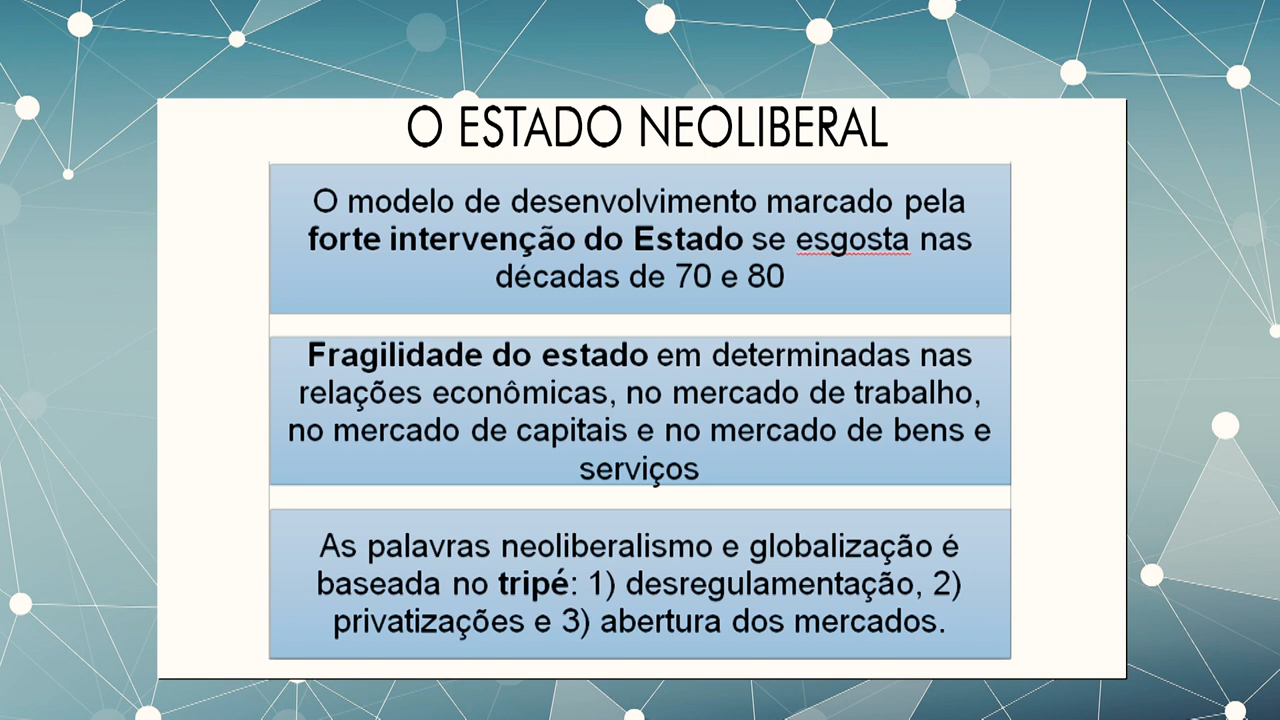 O ESTADO NEOLIBERAL
O modelo de desenvolvimento marcado pela
forte intervenção do Estado se esgosta nas
décadas de 70 e 80
Fragilidade do estado em determinadas nas
relações econômicas, no mercado de trabalho,
no mercado de capitais e no mercado de bens e
serviços
As palavras neoliberalismo e globalização é
baseada no tripé: 1) desregulamentação, 2)
privatizações e 3) abertura dos mercados.